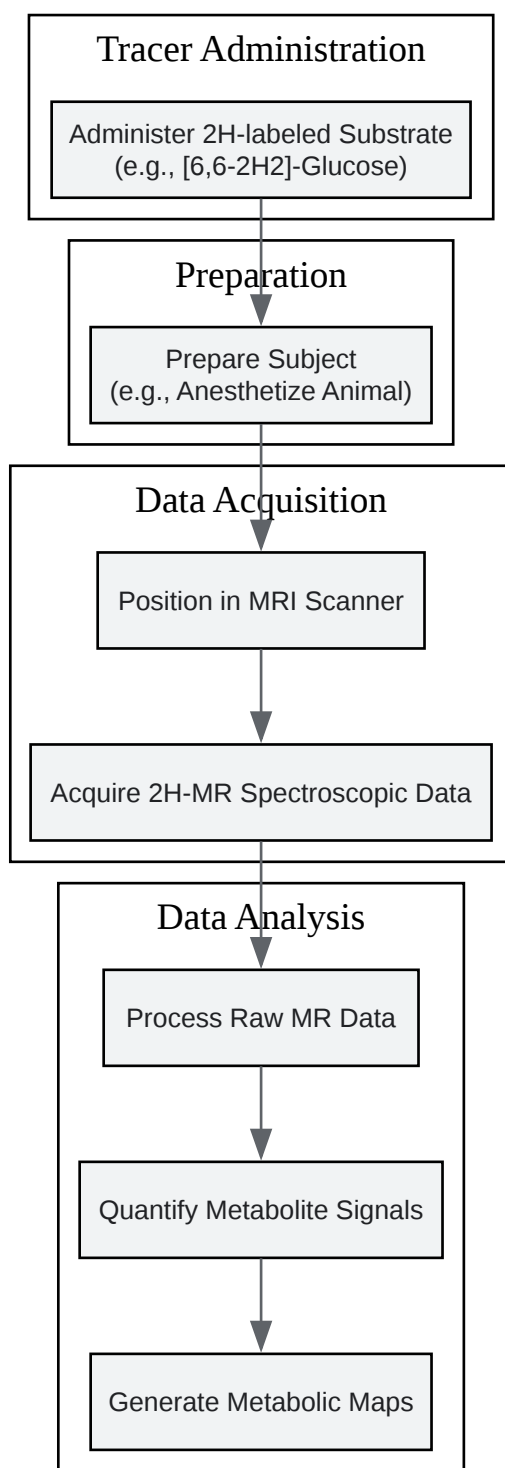 Tracer Administration
Administer 2H-labeled Substrate
(e.g., [6,6-2H2]-Glucose)
Preparation
Prepare Subject
(e.g., Anesthetize Animal)
Data Acquisition
Position in MRI Scanner
Acquire 2H-MR Spectroscopic Data
Data Analysis
Process Raw MR Data
Quantify Metabolite Signals
Generate Metabolic Maps